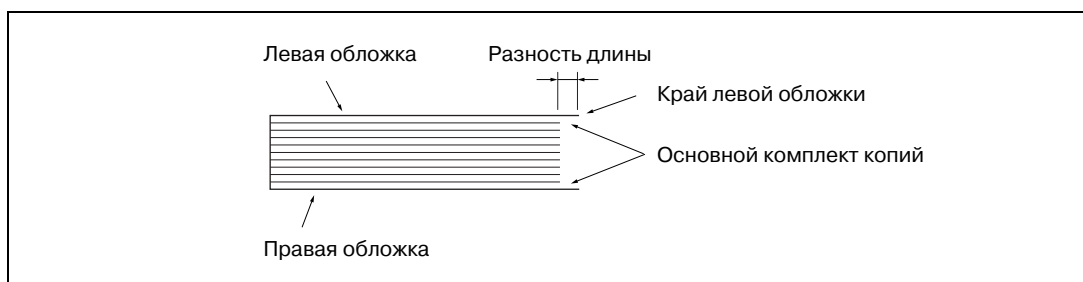 Левая обложка
Разность длины
Край левой обложки
Основной комплект копий
Правая обложка